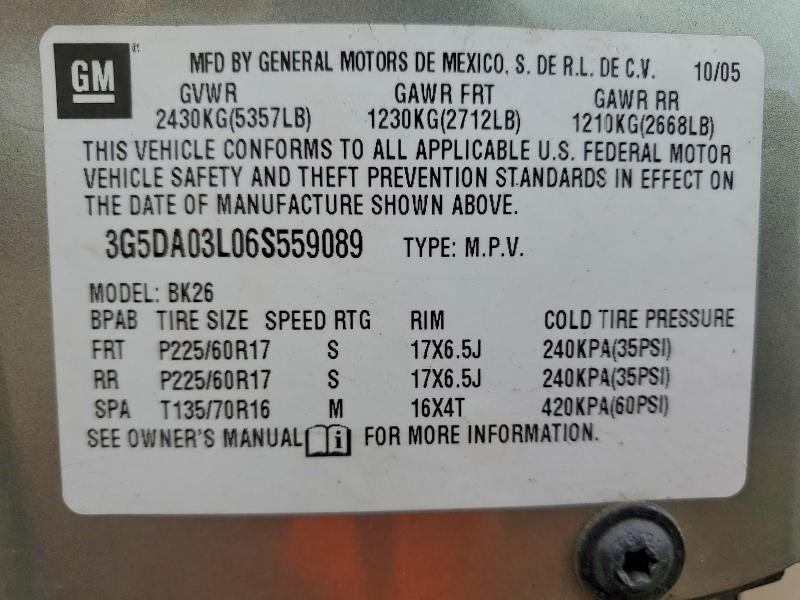 GM
MFD BY GENERAL MOTORS DE MEXICO, S. DE R.L. DE C.V. 10/05
GVWR GAWR FRT GAWR RR
2430KG(5357LB) 1230KG(2712LB) 1210KG(2668LB)
THIS VEHICLE CONFORMS TO ALL APPLICABLE U.S. FEDERAL MOTOR
VEHICLE SAFETY AND THEFT PREVENTION STANDARDS IN EFFECT ON
THE DATE OF MANUFACTURE SHOWN ABOVE.
3G5DA03L06S559089 TYPE: M.P.V.
MODEL: BK26
BPAB TIRE SIZE SPEED RTG RIM COLD TIRE PRESSURE
FRT P225/60R17 S 17X6.5J 240KPA(35PSI)
RR P225/60R17 S 17X6.5J 240KPA(35PSI)
SPA T135/70R16 M 16X4T 420KPA(60PSI)
SEE OWNER'S MANUAL i FOR MORE INFORMATION.